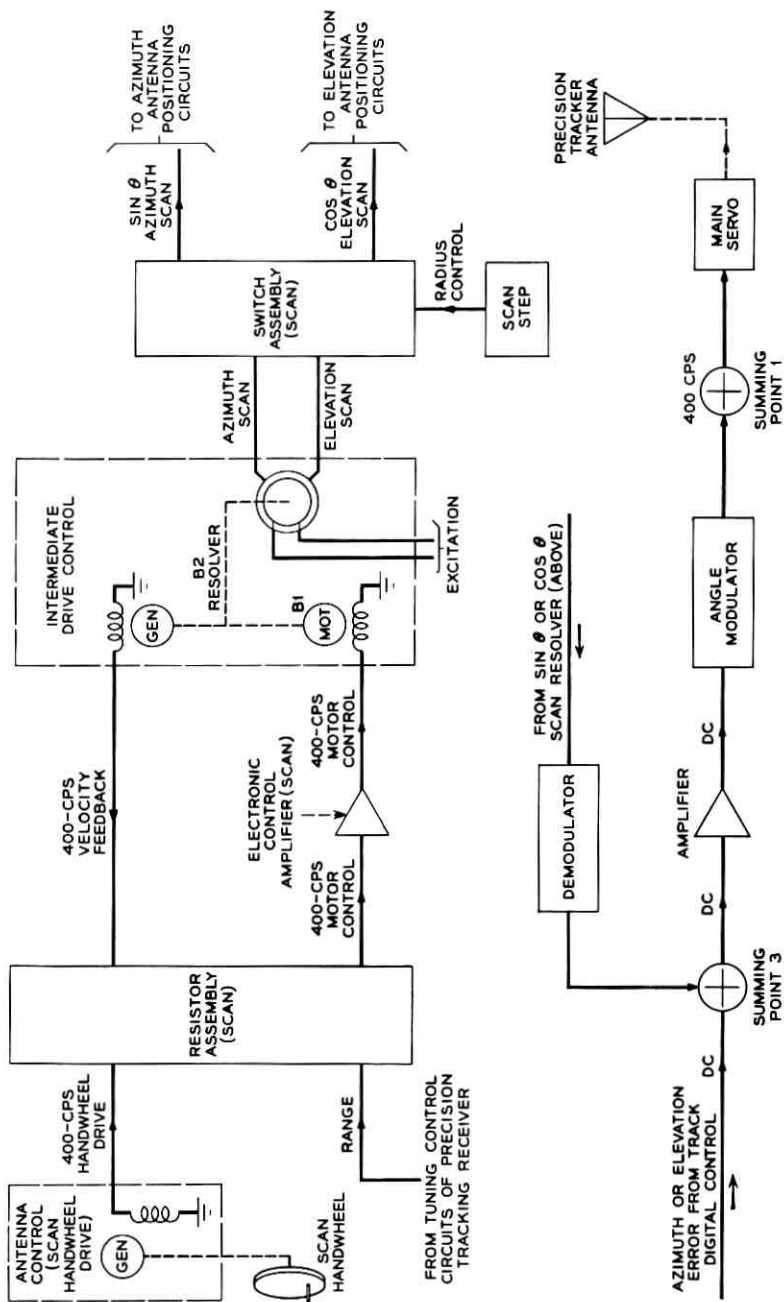 ANTENNA
CONTROL
(SCAN
HANDWHEEL
DRIVE)
GEN
SCAN
HANDWHEEL
400-CPS
HANDWHEEL
DRIVE
RANGE
FROM TUNING CONTROL
CIRCUITS OF PRECISION
TRACKING RECEIVER
RESISTOR
ASSEMBLY
(SCAN)
400-CPS
VELOCITY
FEEDBACK
400-CPS
MOTOR
CONTROL
ELECTRONIC
CONTROL
AMPLIFIER (SCAN)
400-CPS
MOTOR
CONTROL
INTERMEDIATE
DRIVE CONTROL
GEN
B2
RESOLVER
B1
MOT
EXCITATION
AZIMUTH
SCAN
ELEVATION
SCAN
SWITCH
ASSEMBLY
(SCAN)
RADIUS
CONTROL
SCAN
STEP
SIN θ
AZIMUTH
SCAN
COS θ
ELEVATION
SCAN
TO AZIMUTH
ANTENNA
POSITIONING
CIRCUITS
TO ELEVATION
ANTENNA
POSITIONING
CIRCUITS
AZIMUTH OR ELEVATION
ERROR FROM TRACK
DIGITAL CONTROL
DC
SUMMING
POINT 3
DEMODULATOR
FROM SIN θ OR COS θ
SCAN RESOLVER (ABOVE)
DC
AMPLIFIER
DC
ANGLE
MODULATOR
400 CPS
SUMMING
POINT 1
MAIN
SERVO
PRECISION
TRACKER
ANTENNA